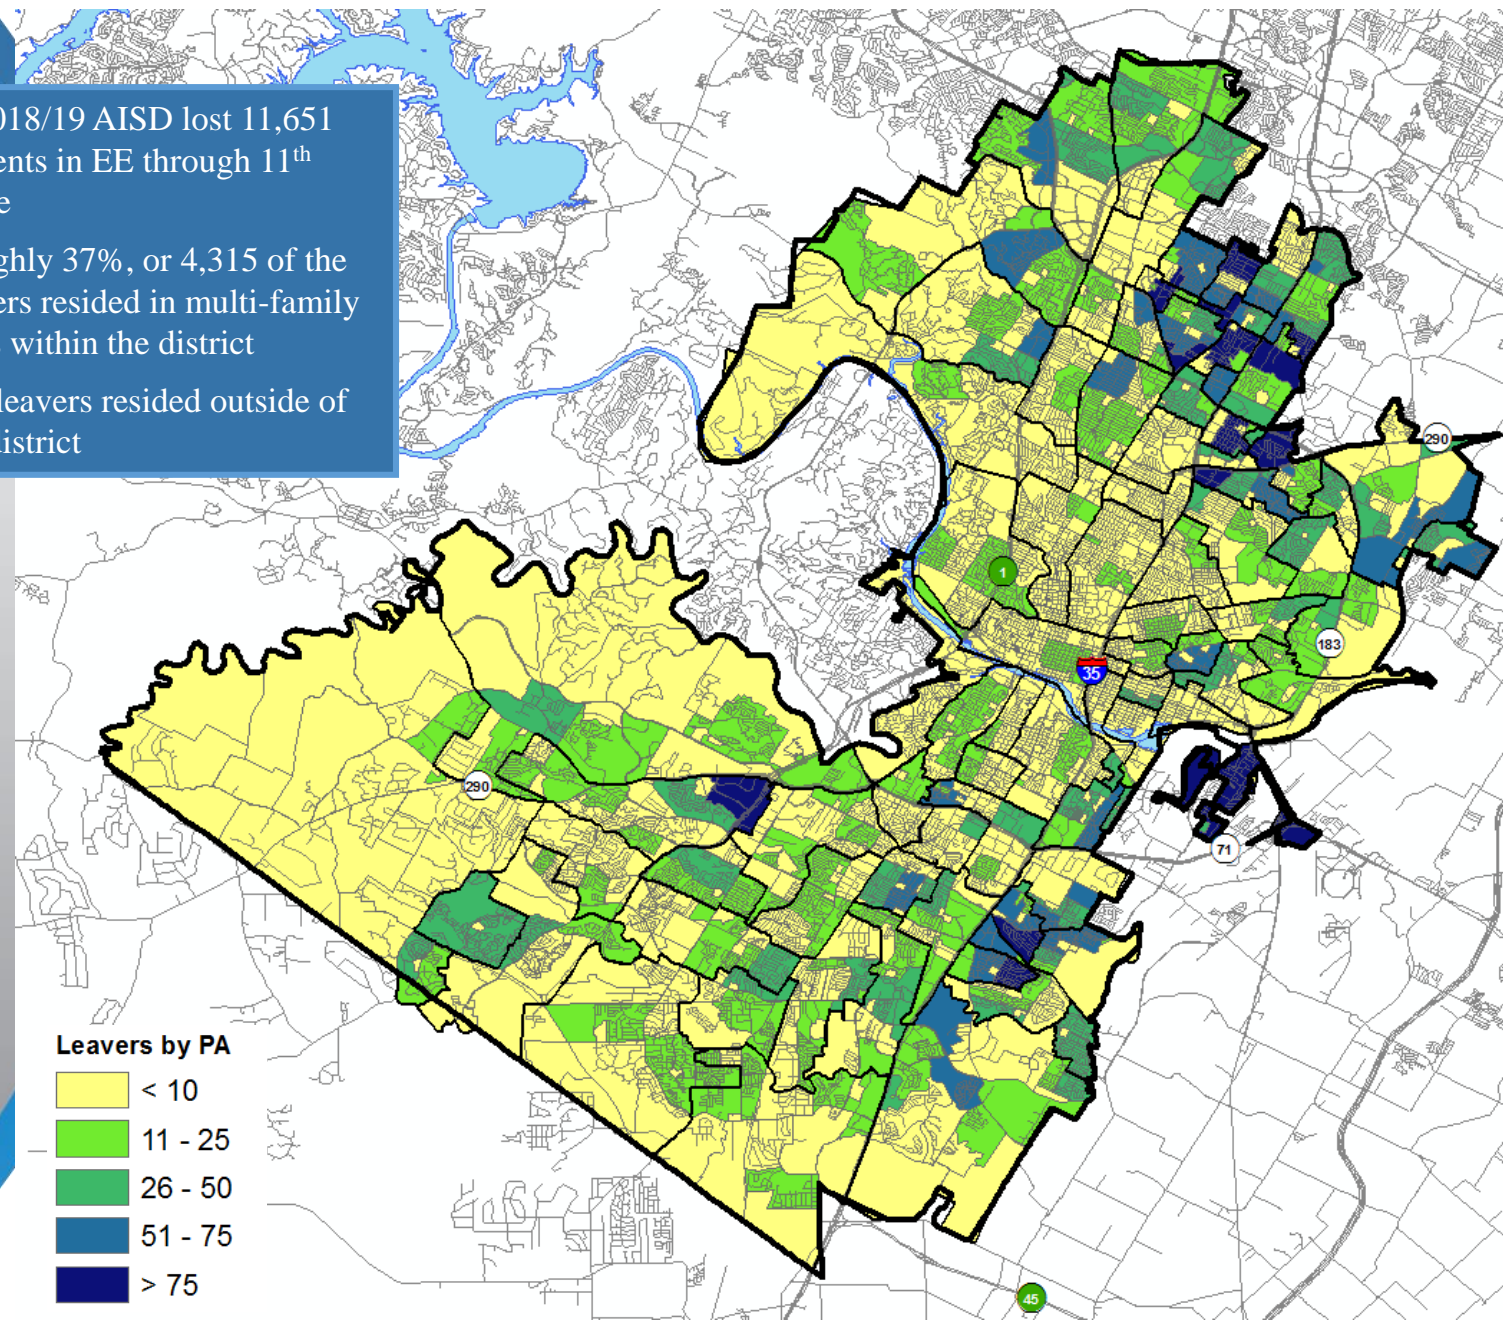 018/19 AISD lost 11,651
ents in EE through 11th
e
ghly 37%, or 4,315 of the
ers resided in multi-family
within the district
leavers resided outside of
district
290
1
183
35
290
71
45
Leavers by PA
< 10
11 - 25
26 - 50
51 - 75
> 75